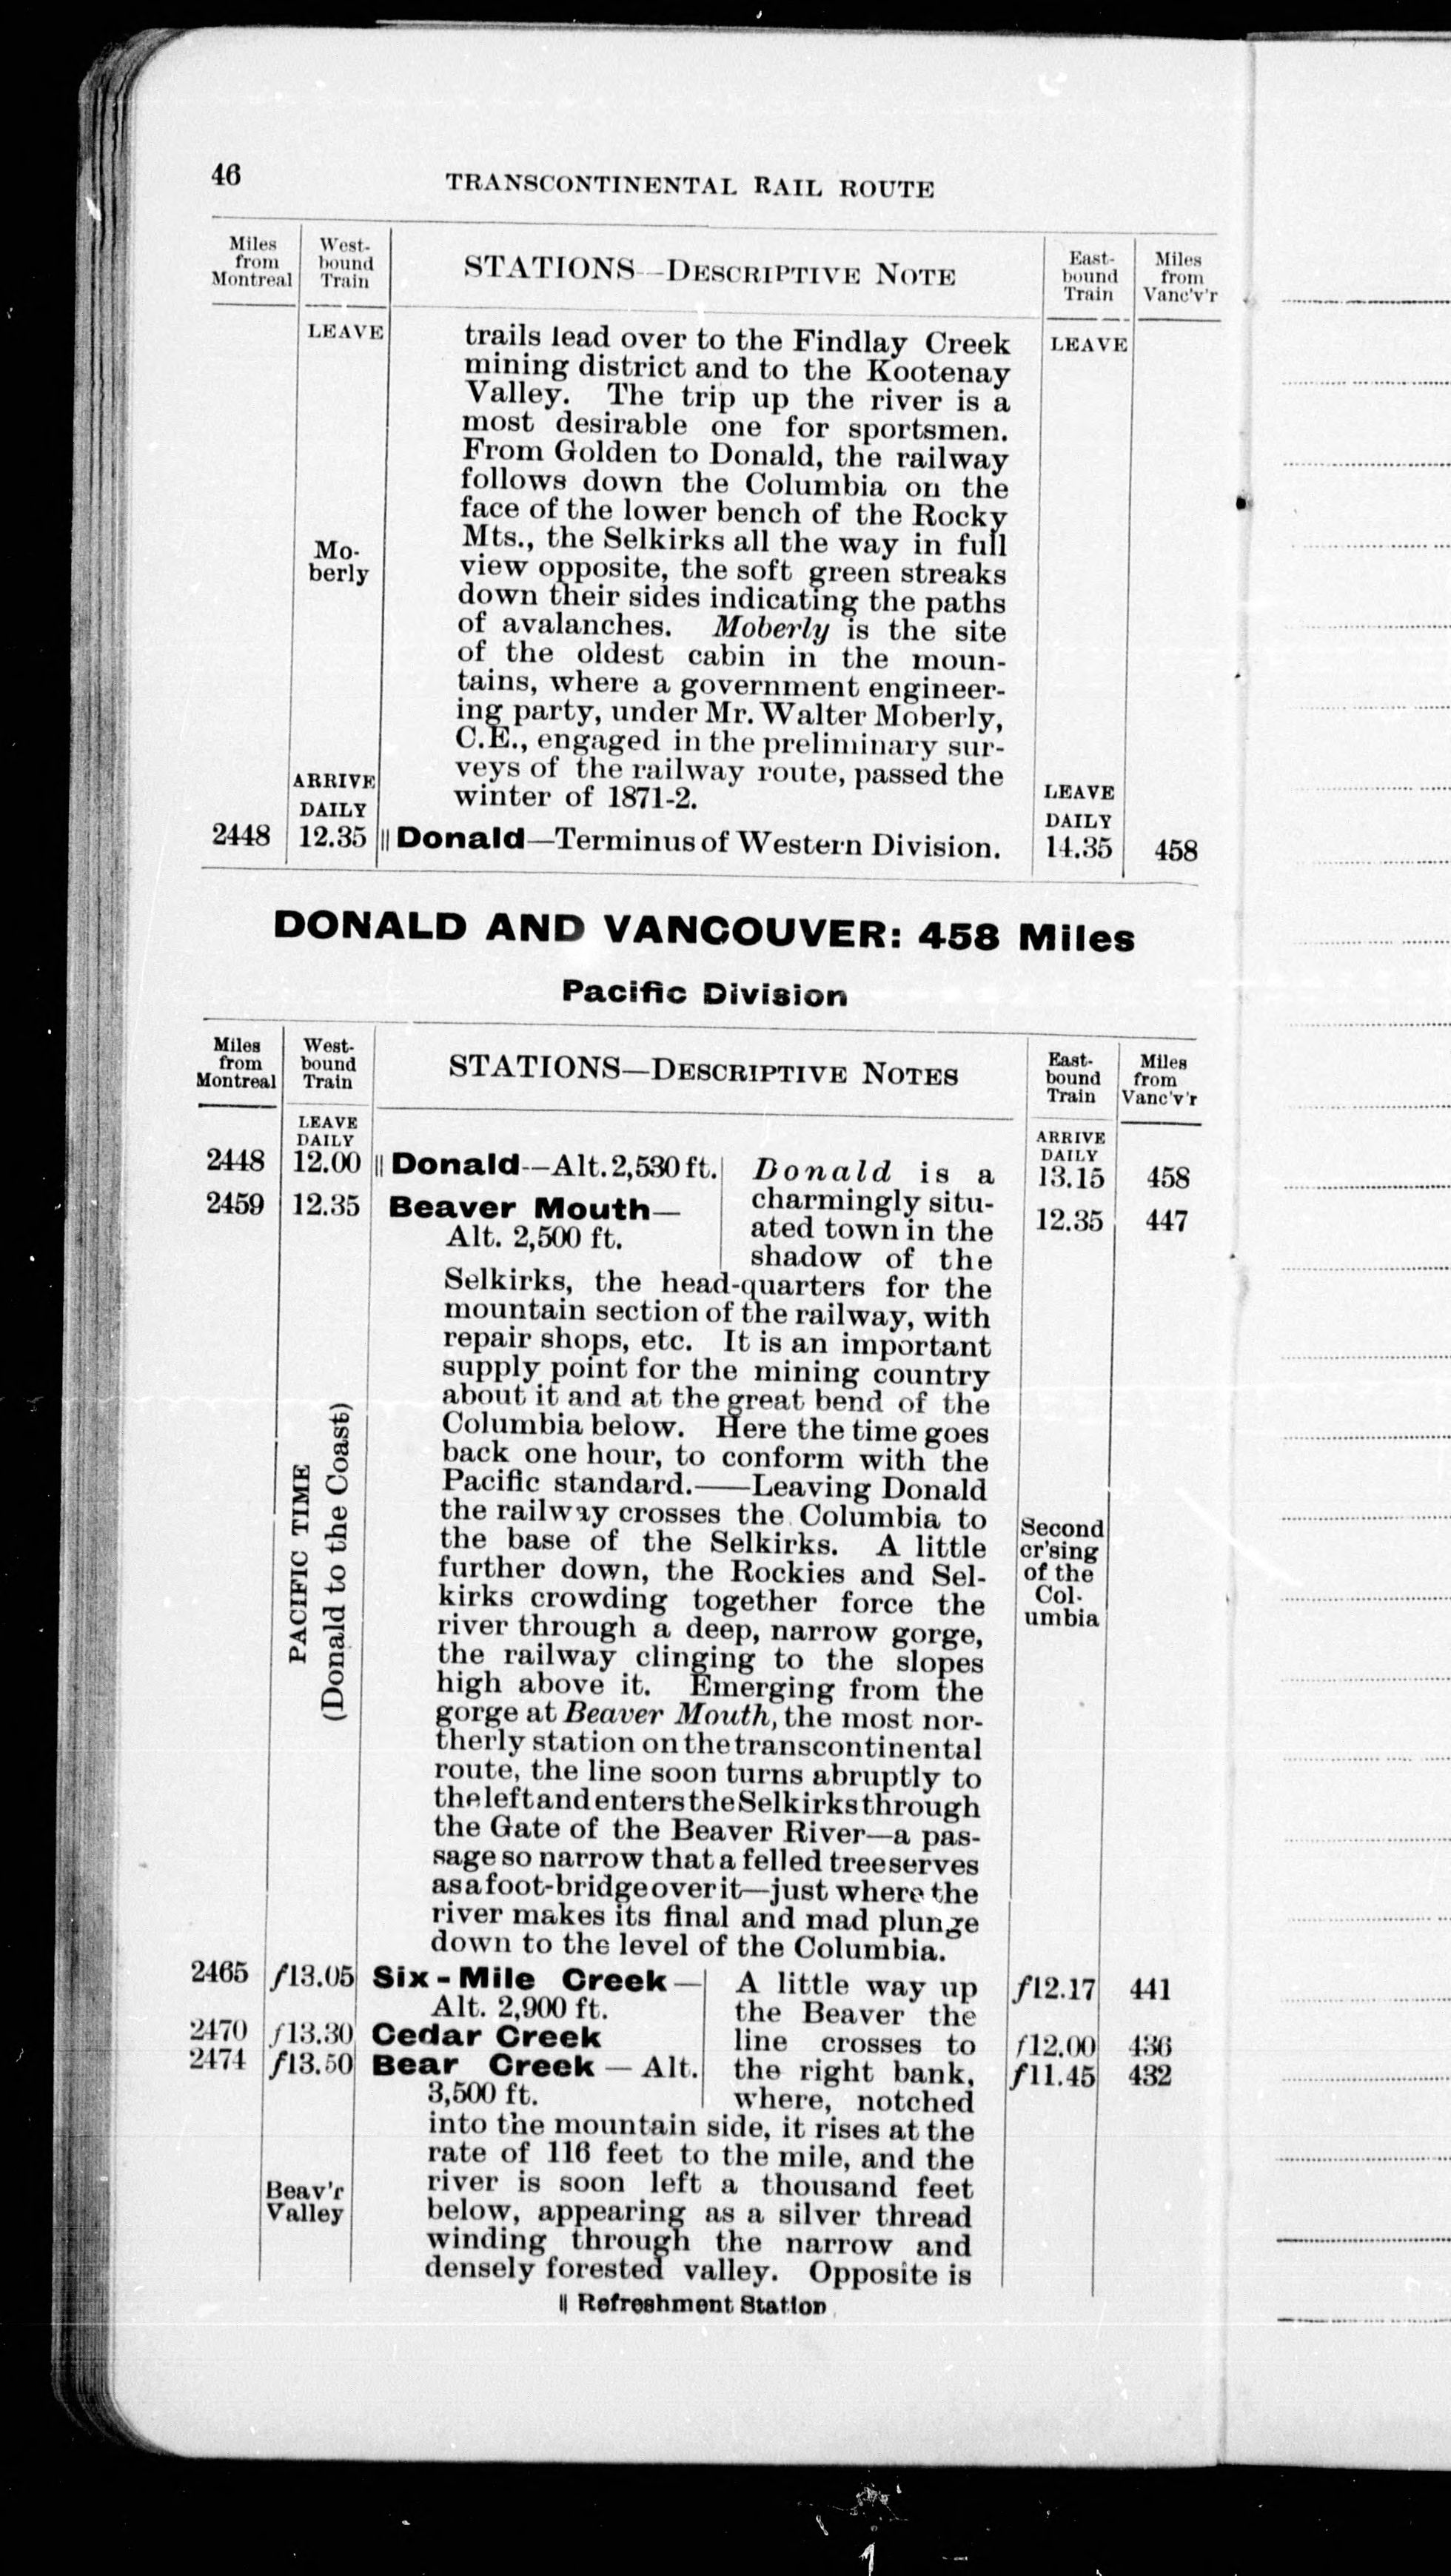 46
TRANSCONTINENTAL RAIL ROUTE
Miles from Montreal
West-bound Train
STATIONS—DESCRIPTIVE NOTE
East-bound Train
Miles from Vanc'v'r
LEAVE
LEAVE
trails lead over to the Findlay Creek
mining district and to the Kootenay
Valley. The trip up the river is a
most desirable one for sportsmen.
From Golden to Donald, the railway
follows down the Columbia on the
face of the lower bench of the Rocky
Mts., the Selkirks all the way in full
Mo-
berly
view opposite, the soft green streaks
down their sides indicating the paths
of avalanches. Moberly is the site
of the oldest cabin in the moun-
tains, where a government engineer-
ing party, under Mr. Walter Moberly,
C.E., engaged in the preliminary sur-
veys of the railway route, passed the
winter of 1871-2.
ARRIVE
DAILY
LEAVE
DAILY
2448 12.35 || Donald—Terminus of Western Division. 14.35 458
DONALD AND VANCOUVER: 458 Miles
Pacific Division
Miles from Montreal
West-bound Train
STATIONS—DESCRIPTIVE NOTES
East-bound Train
Miles from Vanc'v'r
LEAVE
DAILY
ARRIVE
DAILY
2448 12.00 || Donald—Alt. 2,530 ft. 13.15 458
2459 12.35 Beaver Mouth— 12.35 447
Alt. 2,500 ft.
Donald is a
charmingly situ-
ated town in the
shadow of the
Selkirks, the head-quarters for the
mountain section of the railway, with
repair shops, etc. It is an important
supply point for the mining country
about it and at the great bend of the
Columbia below. Here the time goes
back one hour, to conform with the
Pacific standard.——Leaving Donald
the railway crosses the Columbia to
the base of the Selkirks. A little
further down, the Rockies and Sel-
kirks crowding together force the
river through a deep, narrow gorge,
the railway clinging to the slopes
high above it. Emerging from the
gorge at Beaver Mouth, the most nor-
therly station on the transcontinental
route, the line soon turns abruptly to
the left and enters the Selkirks through
the Gate of the Beaver River—a pas-
sage so narrow that a felled tree serves
as a foot-bridge over it—just where the
river makes its final and mad plunge
down to the level of the Columbia.
PACIFIC TIME
(Donald to the Coast)
Second
cr'sing
of the
Col-
umbia
2465 f13.05 Six-Mile Creek— f12.17 441
Alt. 2,900 ft.
2470 f13.30 Cedar Creek f12.00 436
2474 f13.50 Bear Creek — Alt. f11.45 432
3,500 ft.
A little way up
the Beaver the
line crosses to
the right bank,
where, notched
into the mountain side, it rises at the
rate of 116 feet to the mile, and the
river is soon left a thousand feet
below, appearing as a silver thread
winding through the narrow and
densely forested valley. Opposite is
Beav'r
Valley
|| Refreshment Station